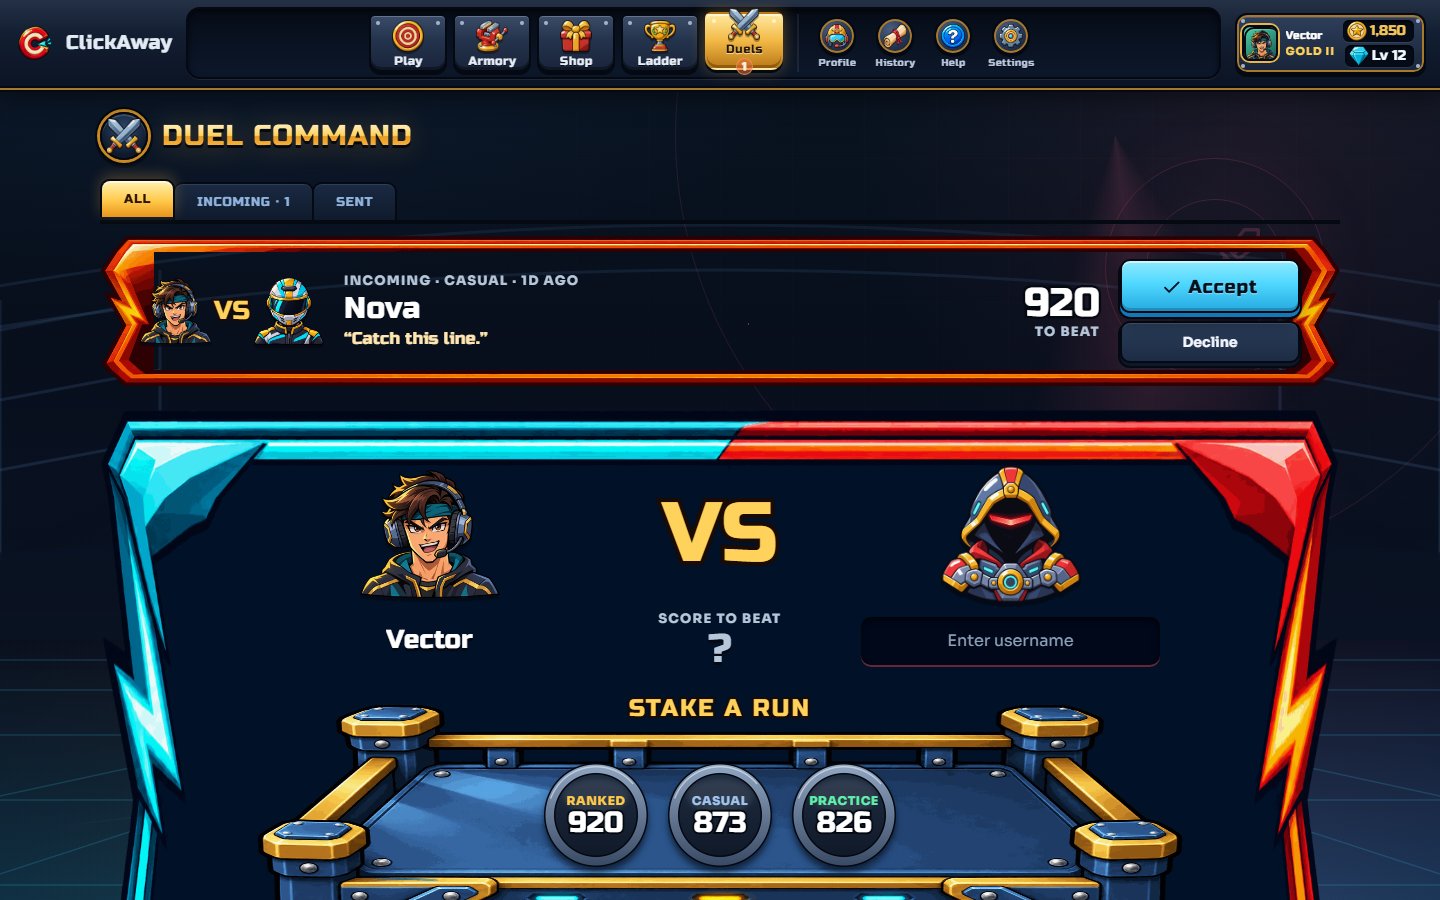 ClickAway
Play
Armory
Shop
Ladder
Duels
1
Profile
History
Help
Settings
Vector
GOLD II
1,850
Lv 12
DUEL COMMAND
ALL
INCOMING · 1
SENT
VS
INCOMING · CASUAL · 1D AGO
Nova
“Catch this line.”
920
TO BEAT
Accept
Decline
VS
Vector
SCORE TO BEAT
?
Enter username
STAKE A RUN
RANKED
920
CASUAL
873
PRACTICE
826